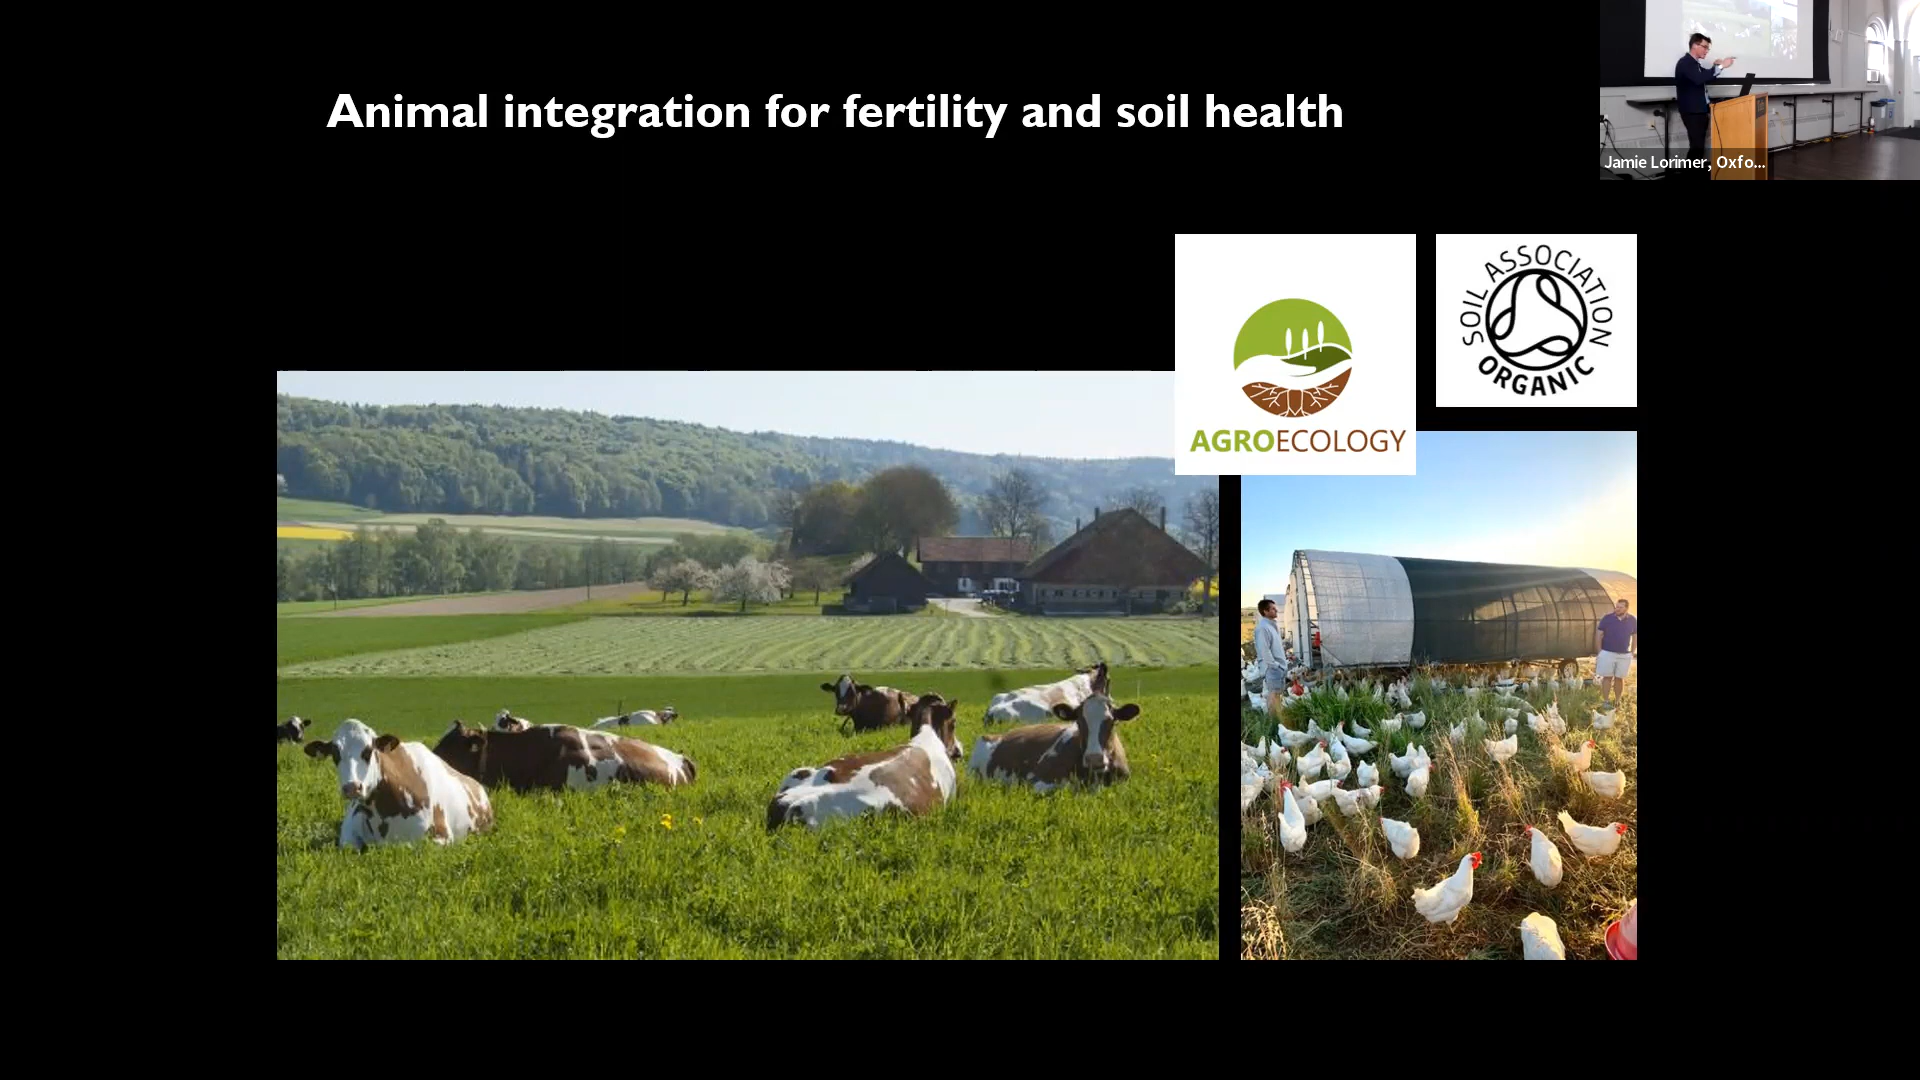 Animal integration for fertility and soil health
Jamie Lorimer, Oxfo...
SOIL ASSOCIATION
ORGANIC
AGROECOLOGY